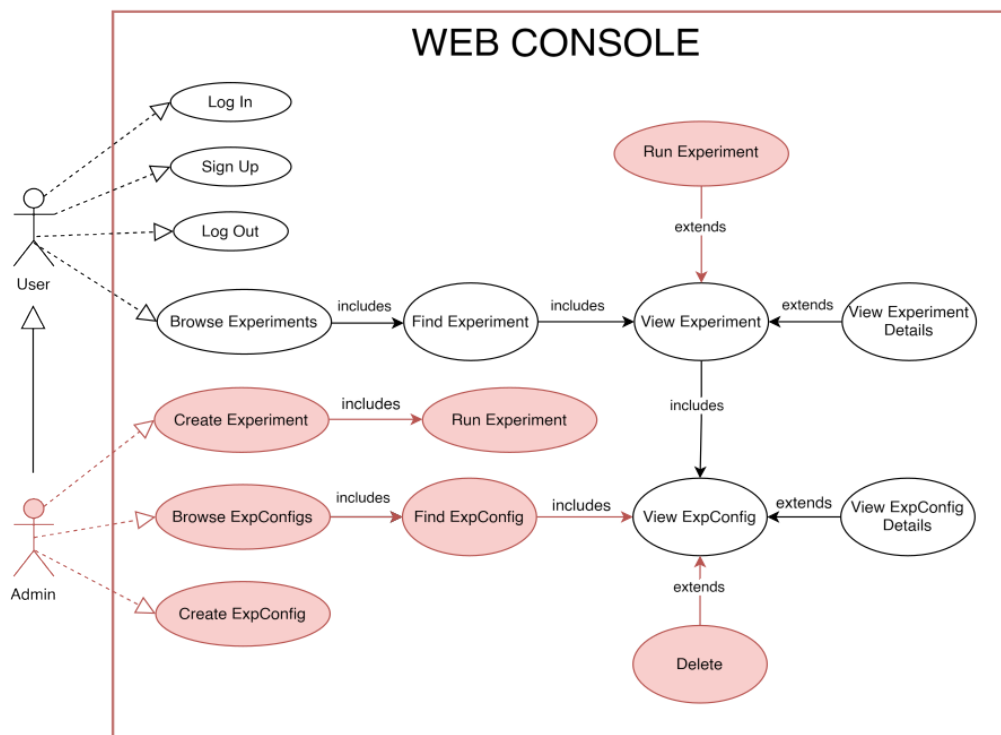 WEB CONSOLE
Log In
Sign Up
Log Out
User
Run Experiment
extends
Browse Experiments
includes
Find Experiment
includes
View Experiment
extends
View Experiment
Details
includes
Create Experiment
includes
Run Experiment
Admin
Browse ExpConfigs
includes
Find ExpConfig
includes
View ExpConfig
extends
View ExpConfig
Details
Create ExpConfig
extends
Delete